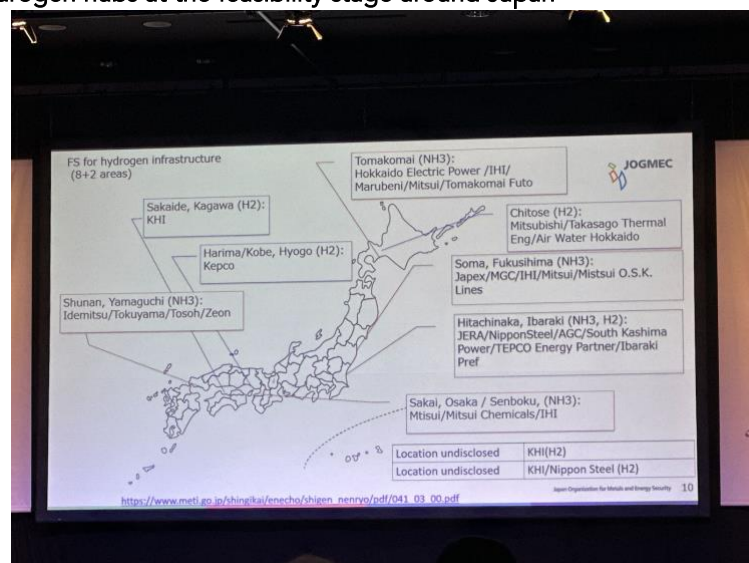 hubs at the feasibility stage around Japan
FS for hydrogen infrastructure
(8+2 areas)
JOGMEC
Tomakomai (NH3):
Hokkaido Electric Power /IHI/
Marubeni/Mitsui/Tomakomai Futo
Sakaide, Kagawa (H2):
KHI
Chitose (H2):
Mitsubishi/Takasago Thermal
Eng/Air Water Hokkaido
Harima/Kobe, Hyogo (H2):
Kepco
Soma, Fukusihima (NH3):
Japex/MGC/IHI/Mitsui/Mistsui O.S.K.
Lines
Shunan, Yamaguchi (NH3):
Idemitsu/Tokuyama/Tosoh/Zeon
Hitachinaka, Ibaraki (NH3, H2):
JERA/NipponSteel/AGC/South Kashima
Power/TEPCO Energy Partner/Ibaraki
Pref
Sakai, Osaka / Senboku, (NH3):
Mtisui/Mitsui Chemicals/IHI
Location undisclosed KHI(H2)
Location undisclosed KHI/Nippon Steel (H2)
https://www.meti.go.jp/shingikai/enecho/shigen_nenryo/pdf/041_03_00.pdf
Japan Organization for Metals and Energy Security 10